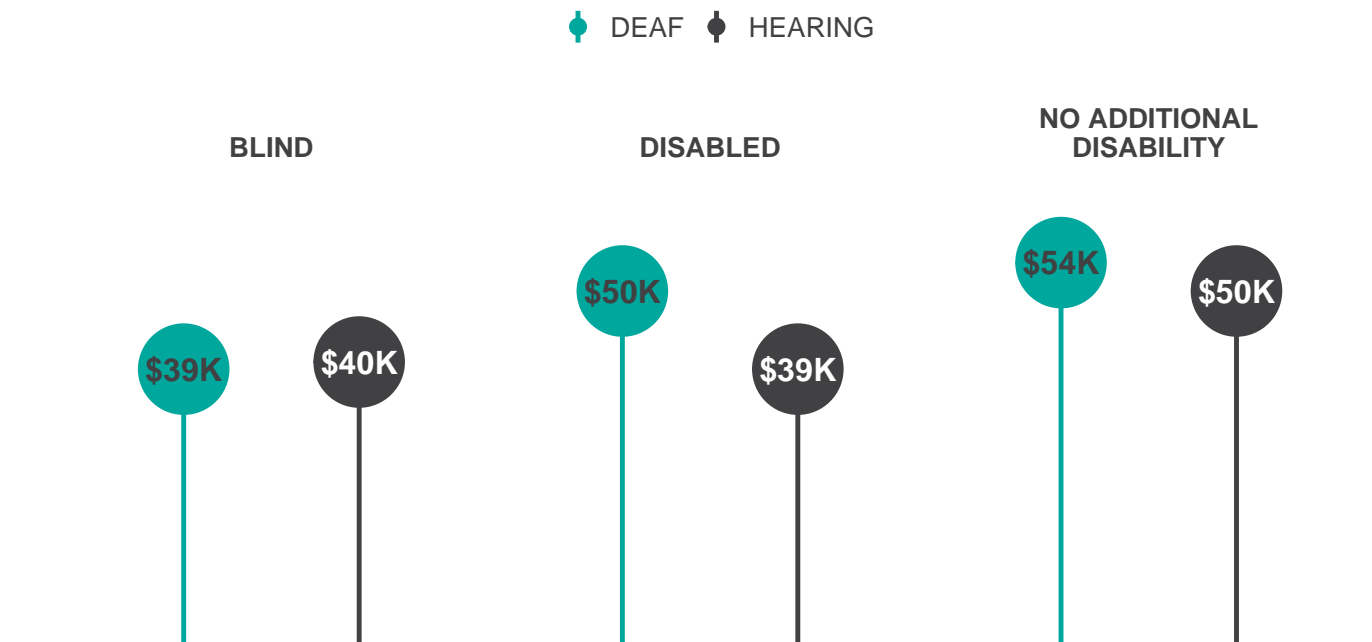 DEAF HEARING
BLIND
DISABLED
NO ADDITIONAL
DISABILITY
$39K
$40K
$50K
$39K
$54K
$50K